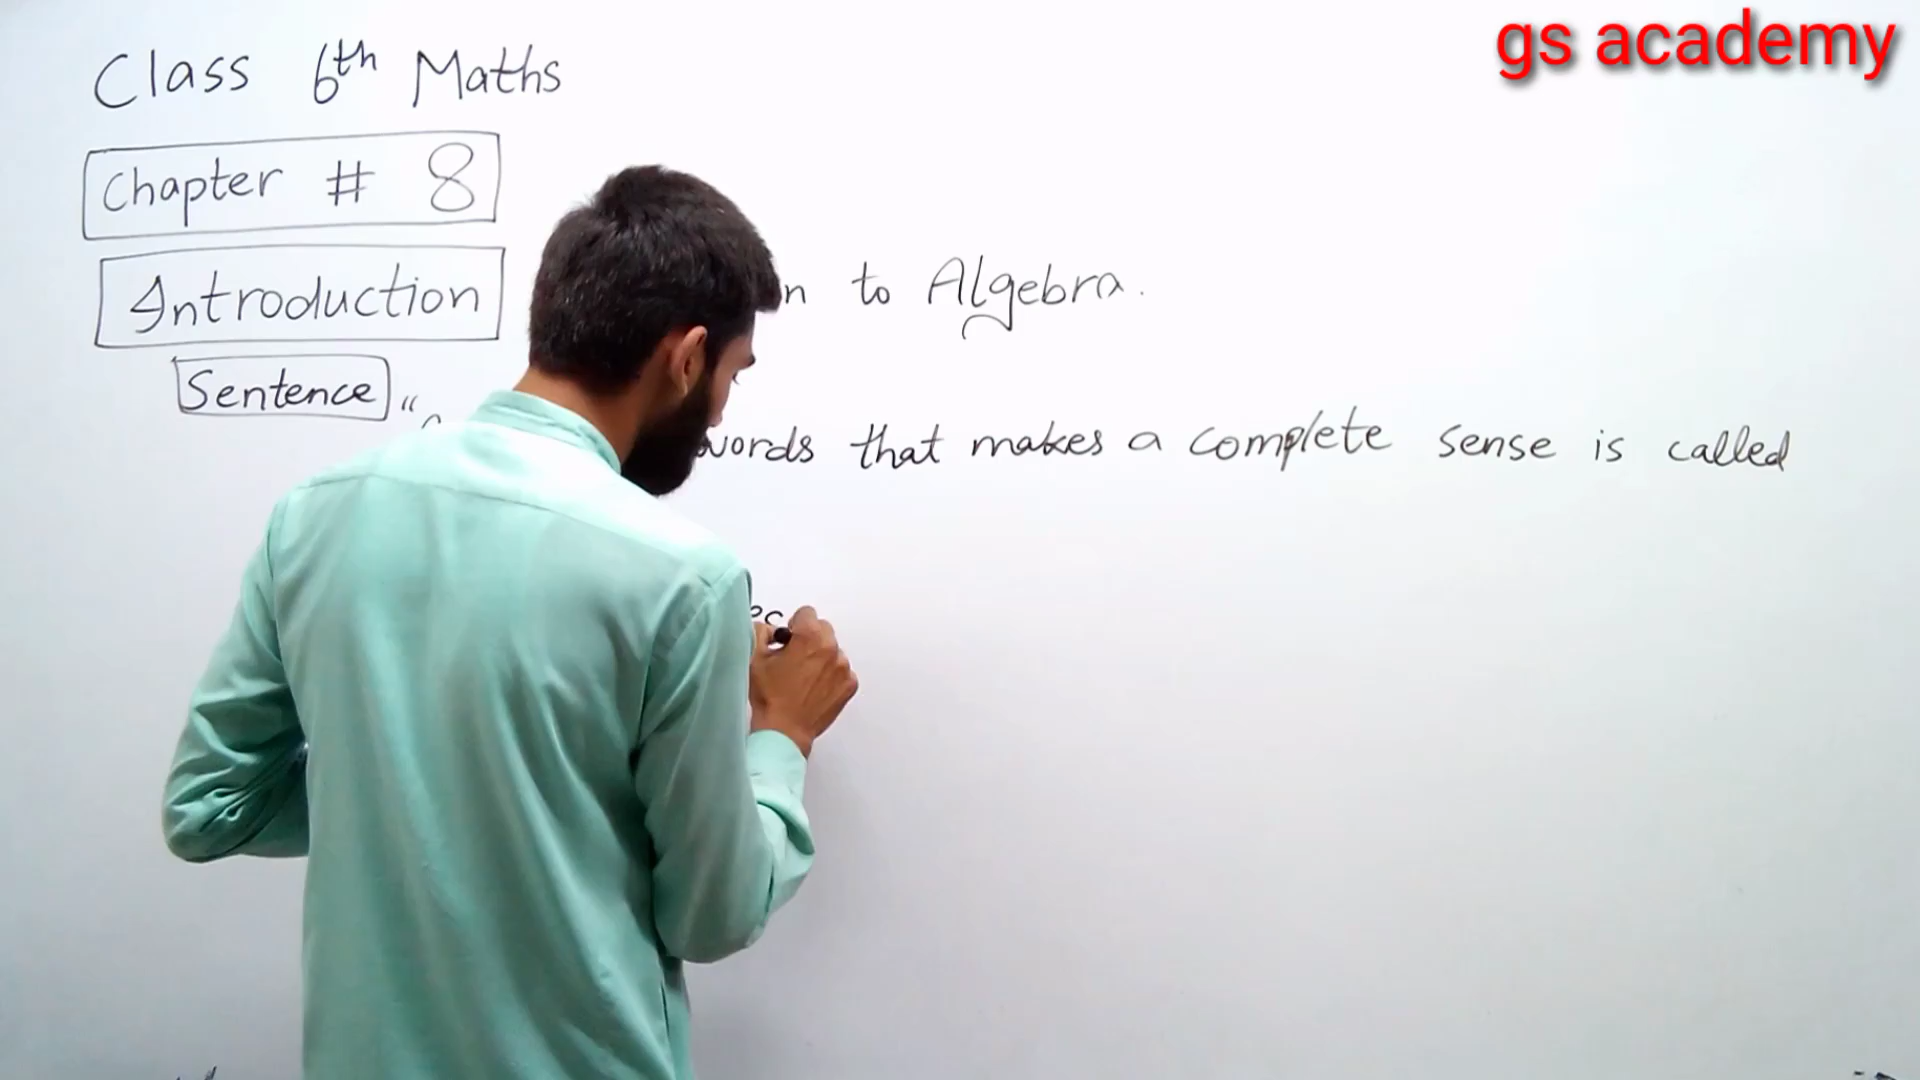 gs academy
Class 6th Maths
Chapter # 8
Introduction
n to Algebra.
Sentence "
words that makes a complete sense is called